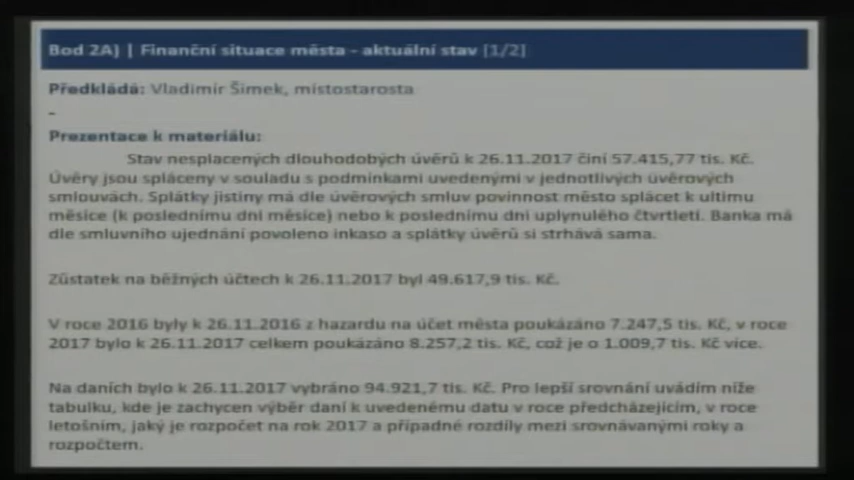 Bod 2A) | Finanční situace města - aktuální stav [1/2]
Předkládá: Vladimír Šimek, místostarosta
-
Prezentace k materiálu:
Stav nesplacených dlouhodobých úvěrů k 26.11.2017 činí 57.415,77 tis. Kč.
Úvěry jsou spláceny v souladu s podmínkami uvedenými v jednotlivých úvěrových
smlouvách. Splátky jistiny má dle úvěrových smluv povinnost město splácet k ultimu
měsíce (k poslednímu dni měsíce) nebo k poslednímu dni uplynulého čtvrtletí. Banka má
dle smluvního ujednání povoleno inkaso a splátky úvěrů si strhává sama.
Zůstatek na běžných účtech k 26.11.2017 byl 49.617,9 tis. Kč.
V roce 2016 byly k 26.11.2016 z hazardu na účet města poukázáno 7.247,5 tis. Kč, v roce
2017 bylo k 26.11.2017 celkem poukázáno 8.257,2 tis. Kč, což je o 1.009,7 tis. Kč více.
Na daních bylo k 26.11.2017 vybráno 94.921,7 tis. Kč. Pro lepší srovnání uvádím níže
tabulku, kde je zachycen výběr daní k uvedenému datu v roce předcházejícím, v roce
letošním, jaký je rozpočet na rok 2017 a případné rozdíly mezi srovnávanými roky a
rozpočtem.